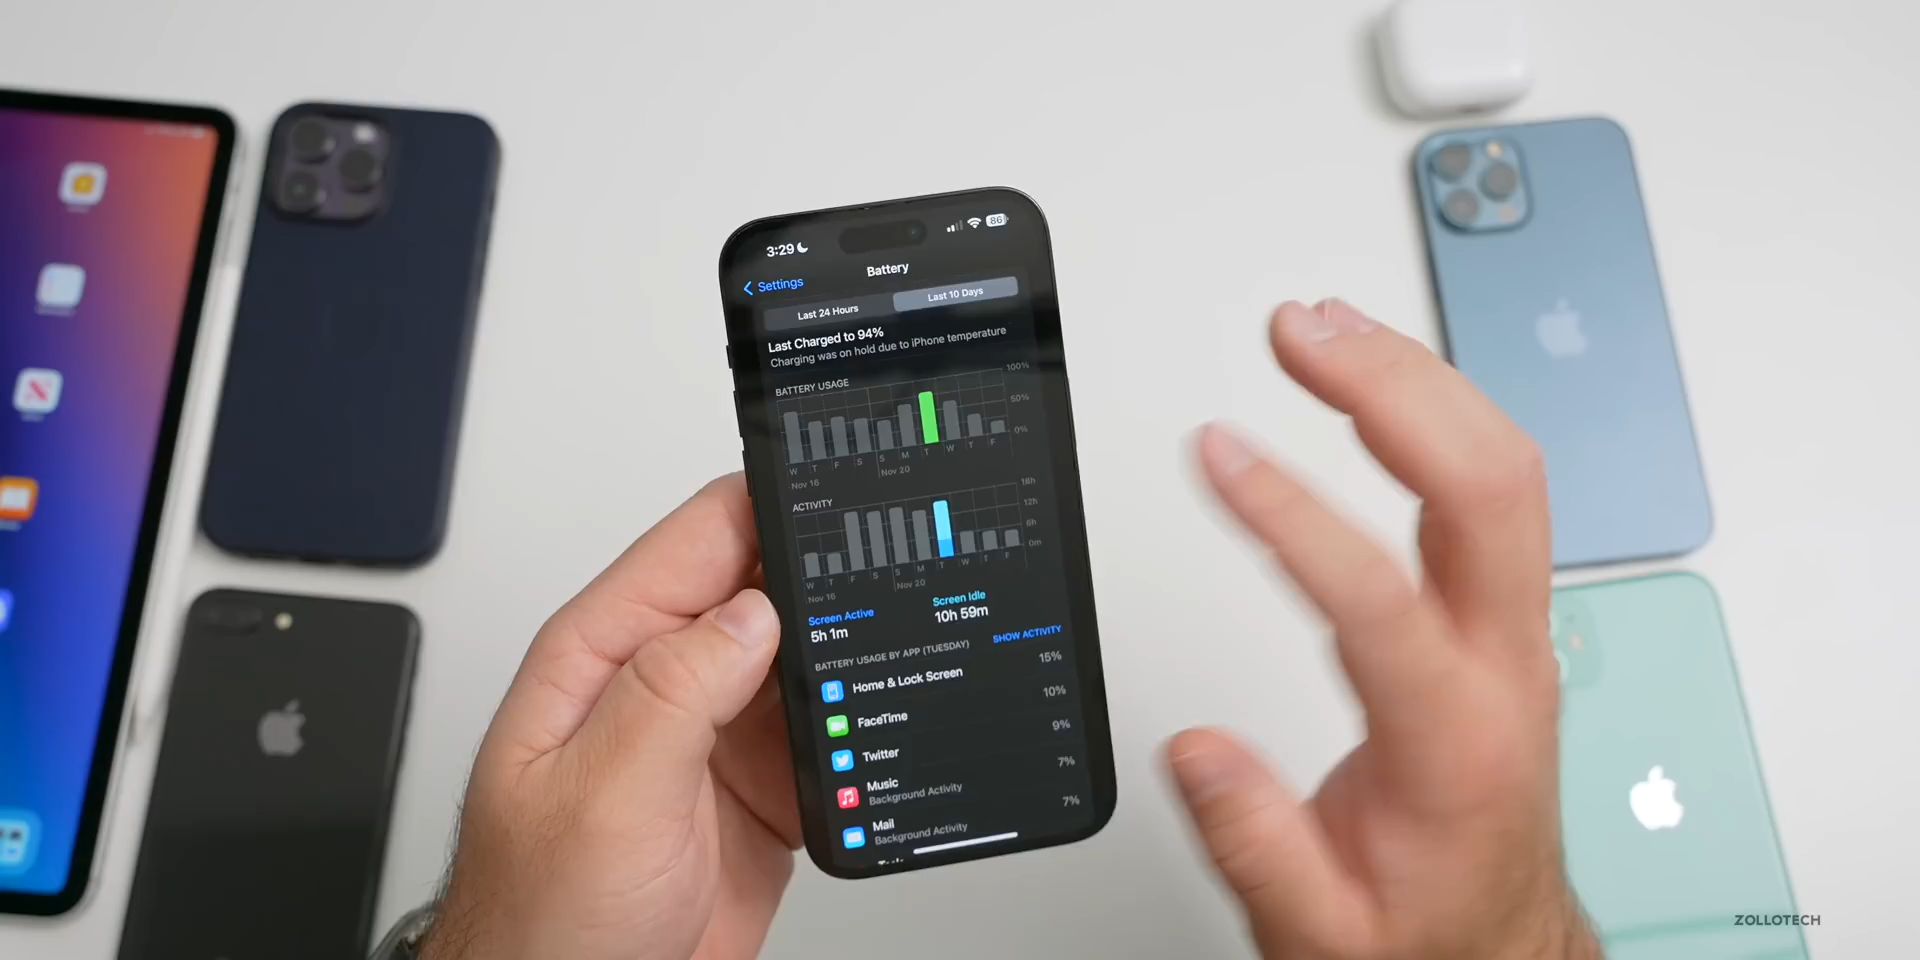 3:29
86
Settings
Battery
Last 24 Hours
Last 10 Days
Last Charged to 94%
Charging was on hold due to iPhone temperature
BATTERY USAGE
100%
50%
0%
W T F S S M T W T F
Nov 16
Nov 20
ACTIVITY
18h
12h
6h
0m
W T F S S M T W T F
Nov 16
Nov 20
Screen Active
5h 1m
Screen Idle
10h 59m
BATTERY USAGE BY APP (TUESDAY)
SHOW ACTIVITY
Home & Lock Screen
15%
FaceTime
10%
Twitter
9%
Music
Background Activity
7%
Mail
Background Activity
7%
ZOLLOTECH